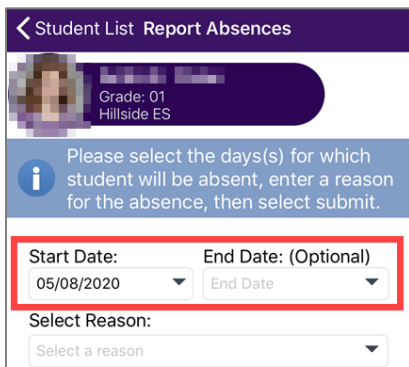 Student List Report Absences
Grade: 01
Hillside ES
Please select the days(s) for which
student will be absent, enter a reason
for the absence, then select submit.
Start Date: End Date: (Optional)
05/08/2020 End Date
Select Reason:
Select a reason